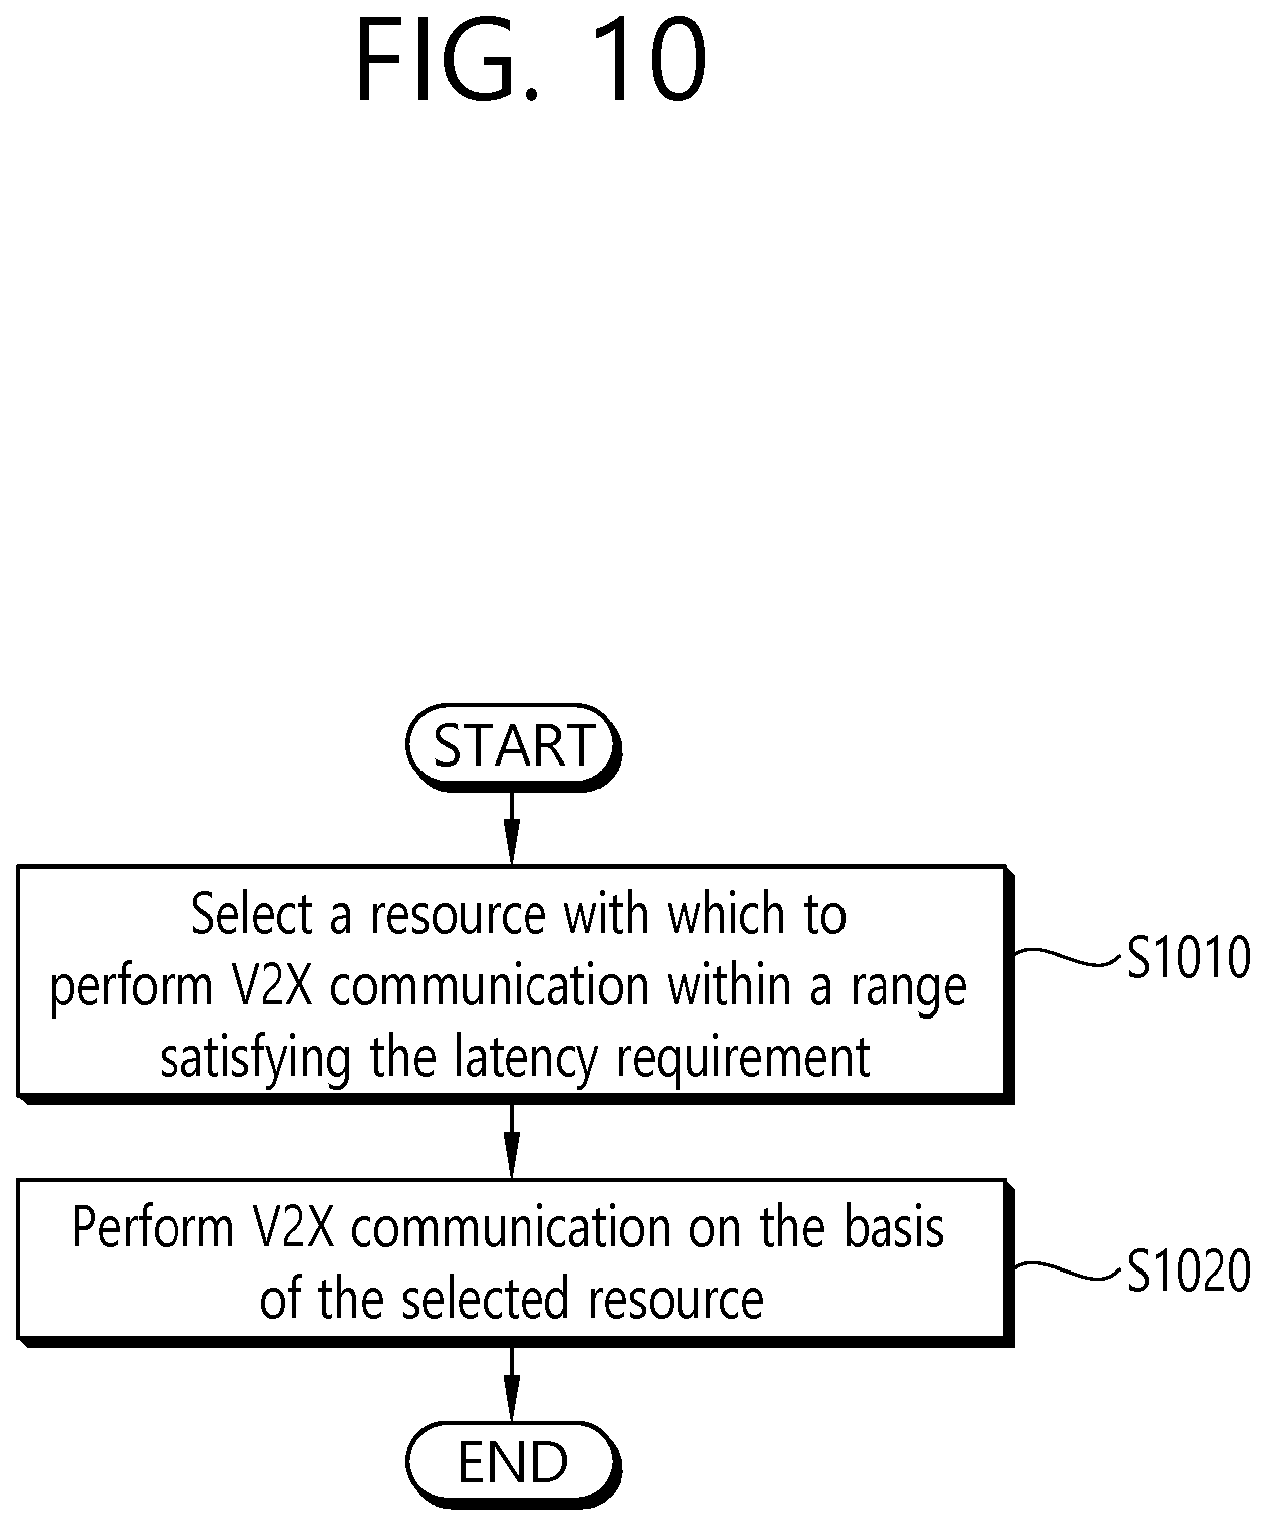 FIG. 10
START
Select a resource with which to
perform V2X communication within a range
satisfying the latency requirement
S1010
Perform V2X communication on the basis
of the selected resource
S1020
END